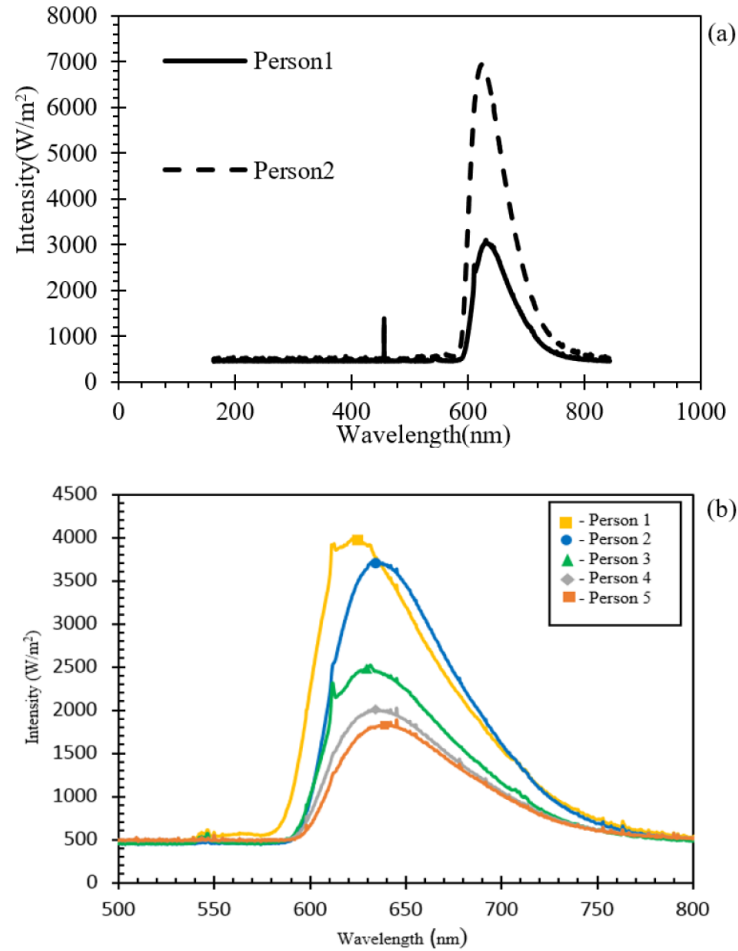 (a)
8000
7000
6000
5000
4000
3000
2000
1000
0
Intensity(W/m²)
Person1
Person2
0 200 400 600 800 1000
Wavelength(nm)
(b)
4500
4000
3500
3000
2500
2000
1500
1000
500
0
Intensity (W/m²)
- Person 1
- Person 2
- Person 3
- Person 4
- Person 5
500 550 600 650 700 750 800
Wavelength (nm)